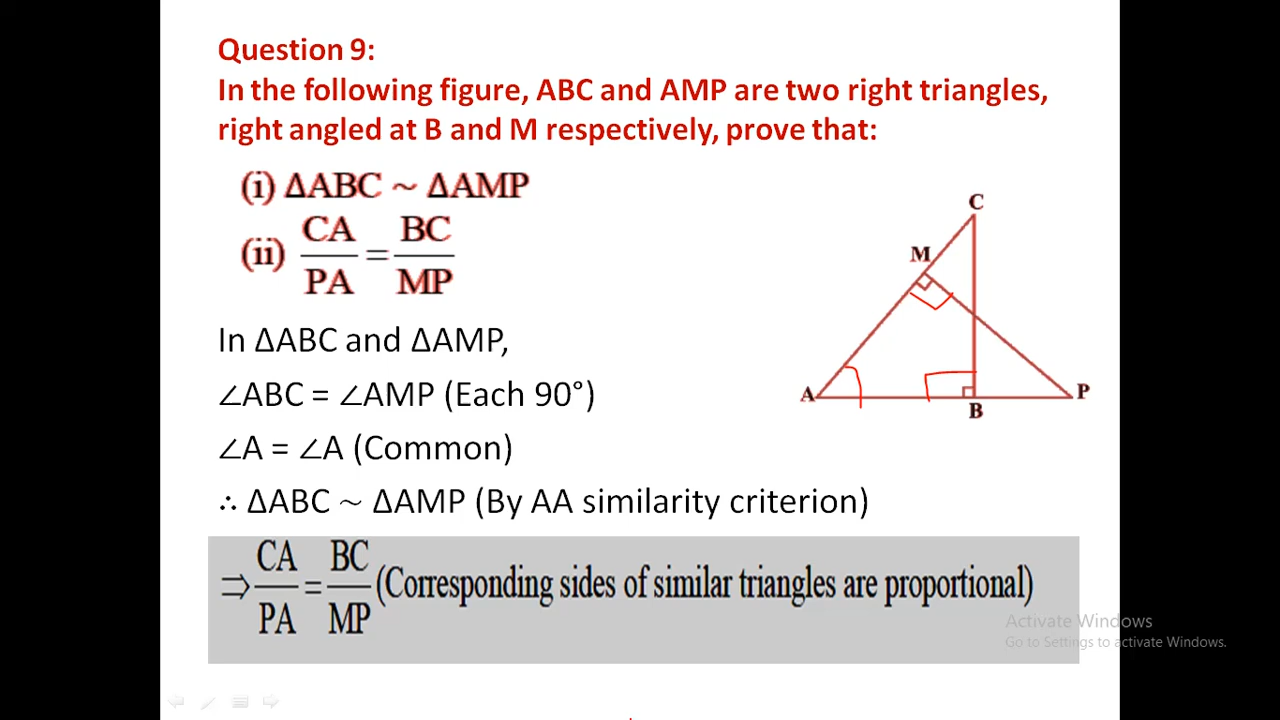 Question 9:
In the following figure, ABC and AMP are two right triangles,
right angled at B and M respectively, prove that:
(i) ΔABC ~ ΔAMP
(ii) CA/PA = BC/MP
C
M
A
B
P
In ΔABC and ΔAMP,
∠ABC = ∠AMP (Each 90°)
∠A = ∠A (Common)
∴ ΔABC ~ ΔAMP (By AA similarity criterion)
⇒ CA/PA = BC/MP (Corresponding sides of similar triangles are proportional)
Activate Windows
Go to Settings to activate Windows.